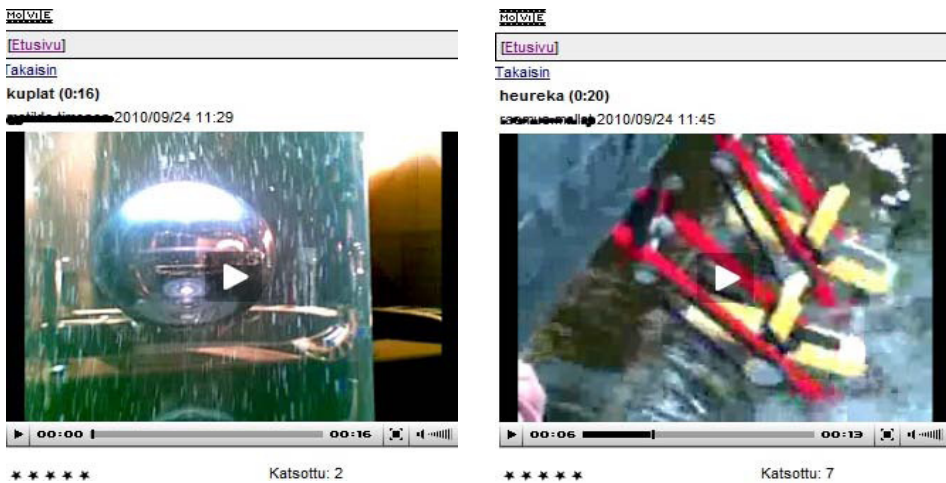 MoViE
[Etusivu]
Takaisin
kuplat (0:16)
2010/09/24 11:29
00:00
00:16
Katsottu: 2
MoViE
[Etusivu]
Takaisin
heureka (0:20)
2010/09/24 11:45
00:06
00:13
Katsottu: 7